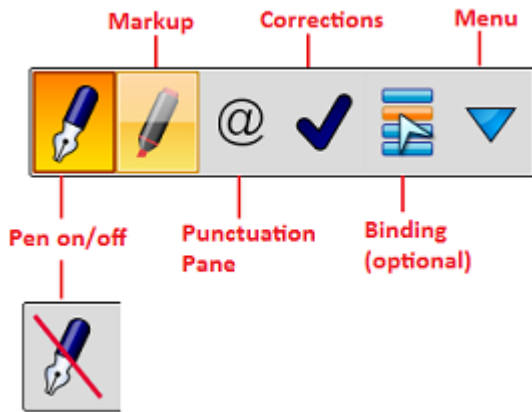 Markup
Corrections
Menu
@
Pen on/off
Punctuation
Pane
Binding
(optional)